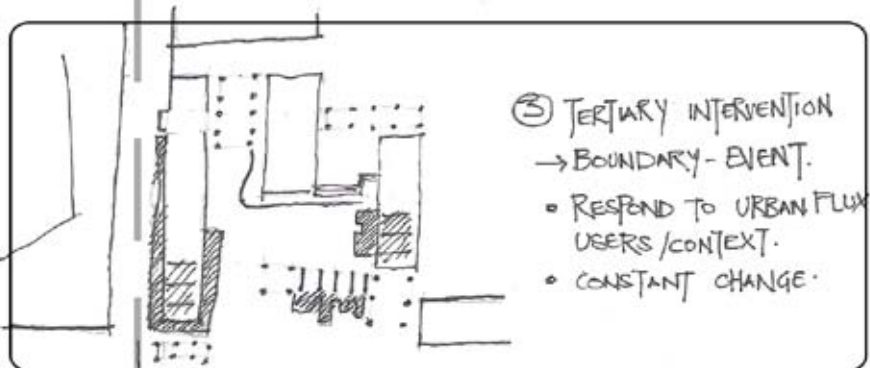 ③ TERTIARY INTERVENTION
→ BOUNDARY - EVENT.
• RESPOND TO URBAN FLUX
USERS / CONTEXT.
• CONSTANT CHANGE.